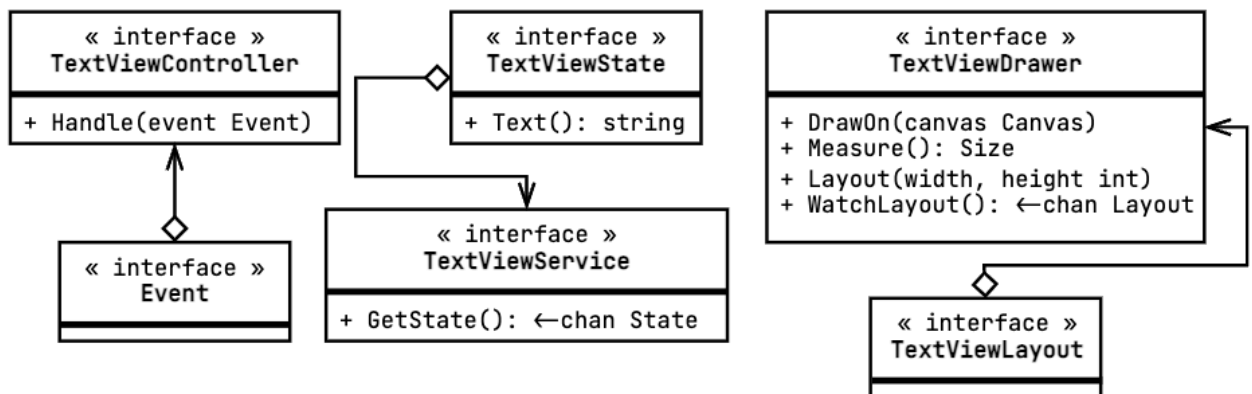 « interface »
TextViewController
+ Handle(event Event)
« interface »
TextViewState
+ Text(): string
« interface »
TextViewDrawer
+ DrawOn(canvas Canvas)
+ Measure(): Size
+ Layout(width, height int)
+ WatchLayout(): <-chan Layout
« interface »
Event
« interface »
TextViewService
+ GetState(): <-chan State
« interface »
TextViewLayout